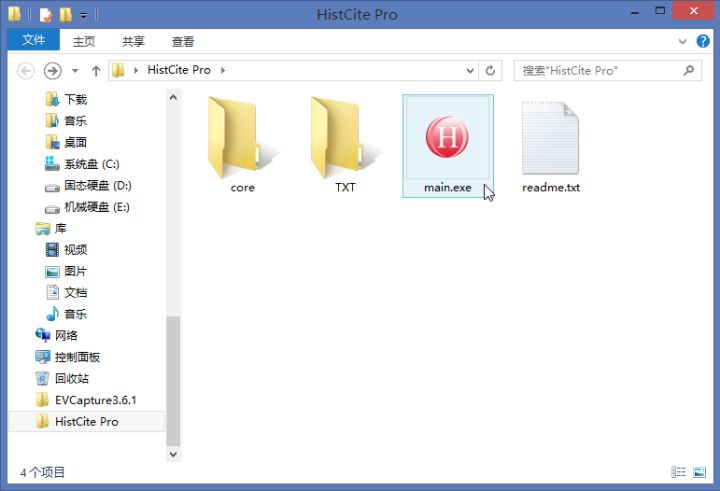 HistCite Pro
文件 主页 共享 查看
HistCite Pro
搜索"HistCite Pro"
下载
音乐
桌面
系统盘 (C:)
固态硬盘 (D:)
机械硬盘 (E:)
库
视频
图片
文档
音乐
网络
控制面板
回收站
EVCapture3.6.1
HistCite Pro
core
TXT
H
main.exe
readme.txt
4 个项目